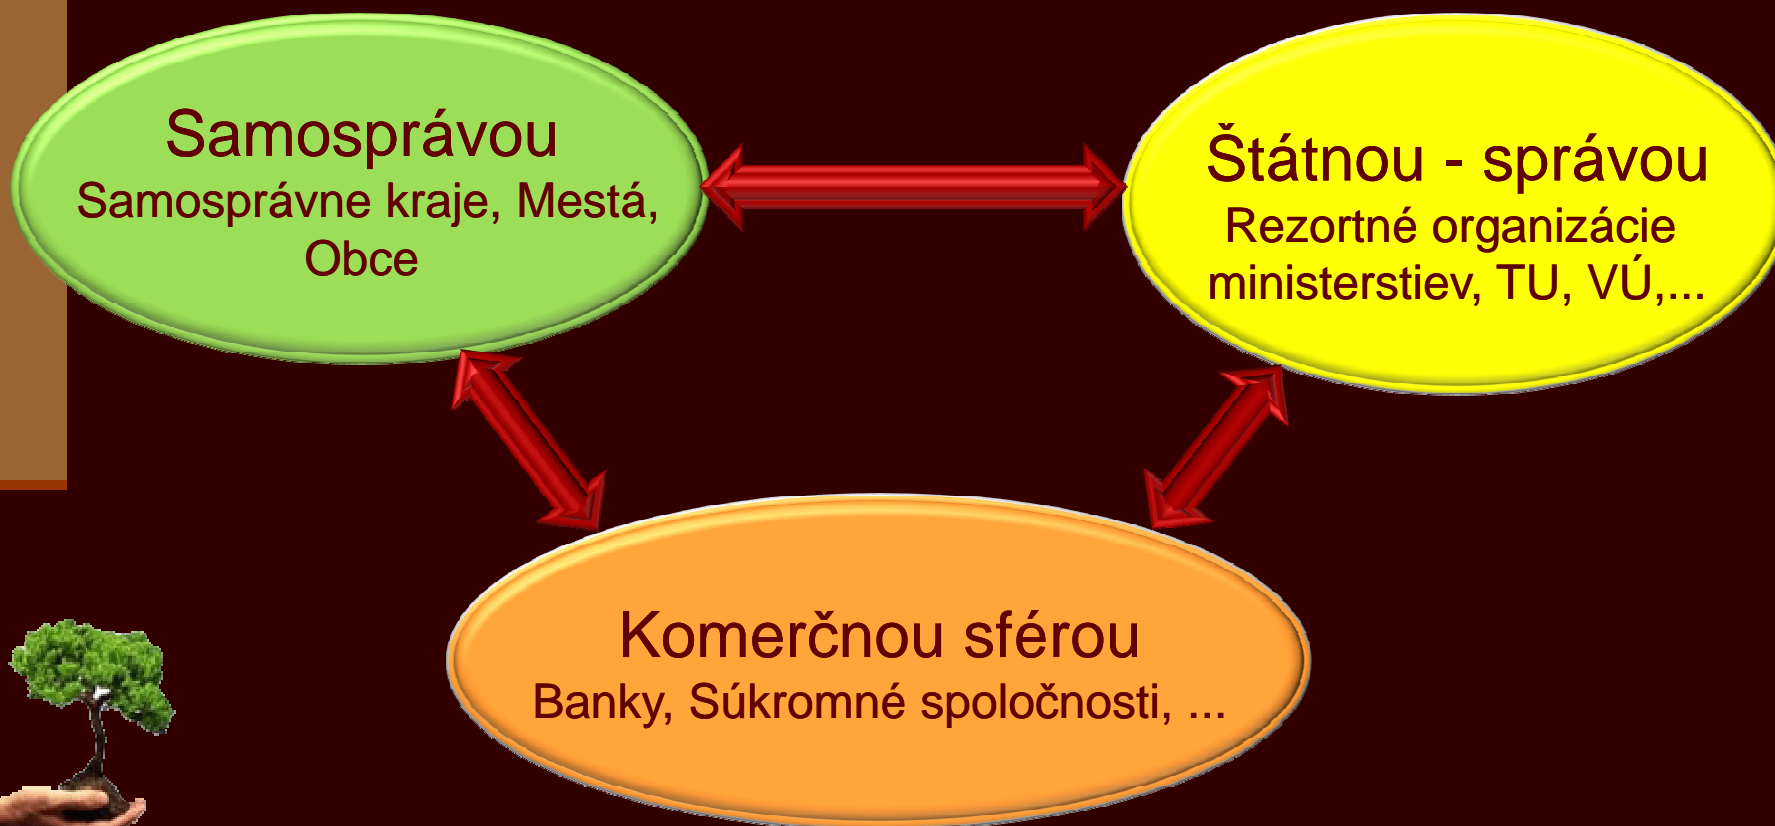 Samosprávou
Samosprávne kraje, Mestá,
Obce
Štátnou - správou
Rezortné organizácie
ministerstiev, TU, VÚ,...
Komerčnou sférou
Banky, Súkromné spoločnosti, ...